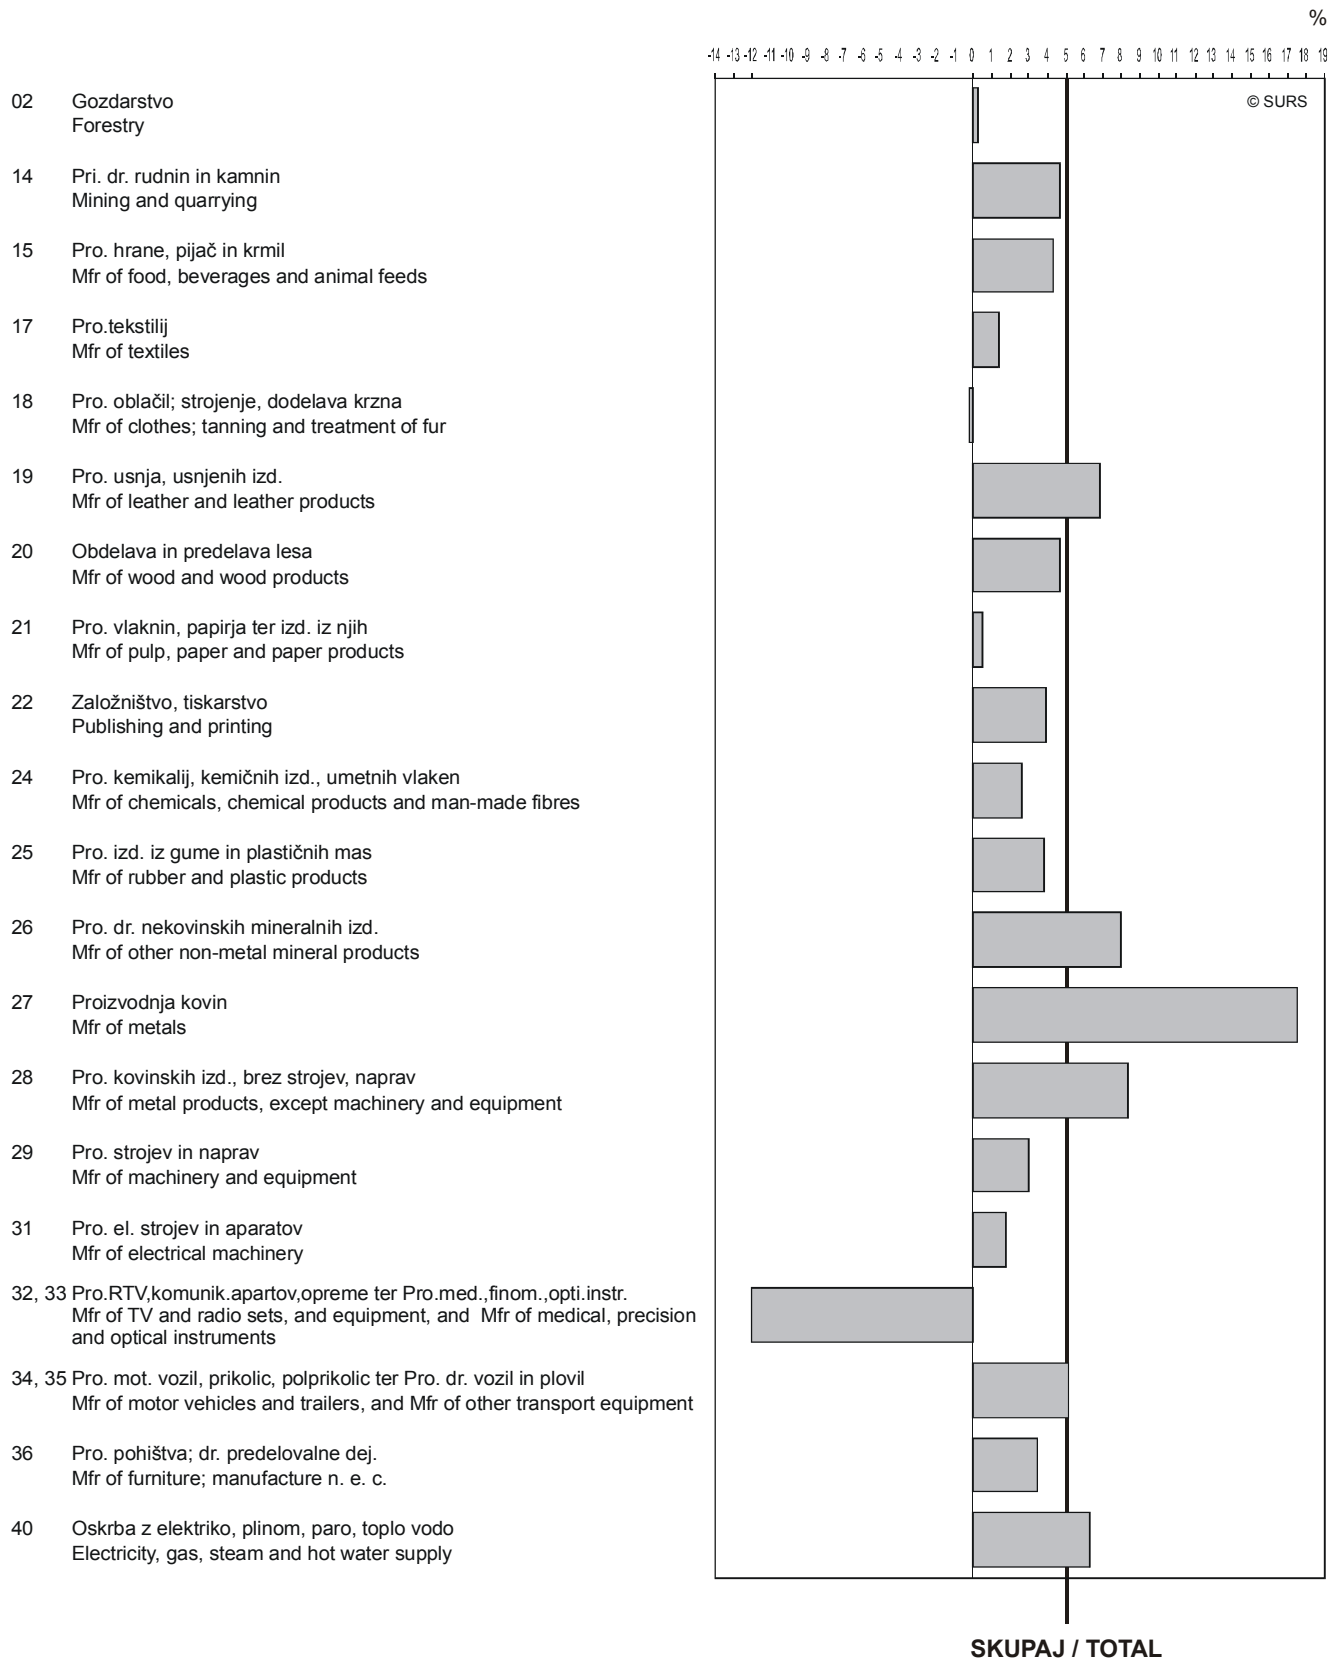 %
-14 -13 -12 -11 -10 -9 -8 -7 -6 -5 -4 -3 -2 -1 0 1 2 3 4 5 6 7 8 9 10 11 12 13 14 15 16 17 18 19
© SURS
02 Gozdarstvo
Forestry
14 Pri. dr. rudnin in kamnin
Mining and quarrying
15 Pro. hrane, pijač in krmil
Mfr of food, beverages and animal feeds
17 Pro.tekstilij
Mfr of textiles
18 Pro. oblačil; strojenje, dodelava krzna
Mfr of clothes; tanning and treatment of fur
19 Pro. usnja, usnjenih izd.
Mfr of leather and leather products
20 Obdelava in predelava lesa
Mfr of wood and wood products
21 Pro. vlaknin, papirja ter izd. iz njih
Mfr of pulp, paper and paper products
22 Založništvo, tiskarstvo
Publishing and printing
24 Pro. kemikalij, kemičnih izd., umetnih vlaken
Mfr of chemicals, chemical products and man-made fibres
25 Pro. izd. iz gume in plastičnih mas
Mfr of rubber and plastic products
26 Pro. dr. nekovinskih mineralnih izd.
Mfr of other non-metal mineral products
27 Proizvodnja kovin
Mfr of metals
28 Pro. kovinskih izd., brez strojev, naprav
Mfr of metal products, except machinery and equipment
29 Pro. strojev in naprav
Mfr of machinery and equipment
31 Pro. el. strojev in aparatov
Mfr of electrical machinery
32, 33 Pro.RTV,komunik.apartov,opreme ter Pro.med.,finom.,opti.instr.
Mfr of TV and radio sets, and equipment, and Mfr of medical, precision
and optical instruments
34, 35 Pro. mot. vozil, prikolic, polprikolic ter Pro. dr. vozil in plovil
Mfr of motor vehicles and trailers, and Mfr of other transport equipment
36 Pro. pohištva; dr. predelovalne dej.
Mfr of furniture; manufacture n. e. c.
40 Oskrba z elektriko, plinom, paro, toplo vodo
Electricity, gas, steam and hot water supply
SKUPAJ / TOTAL